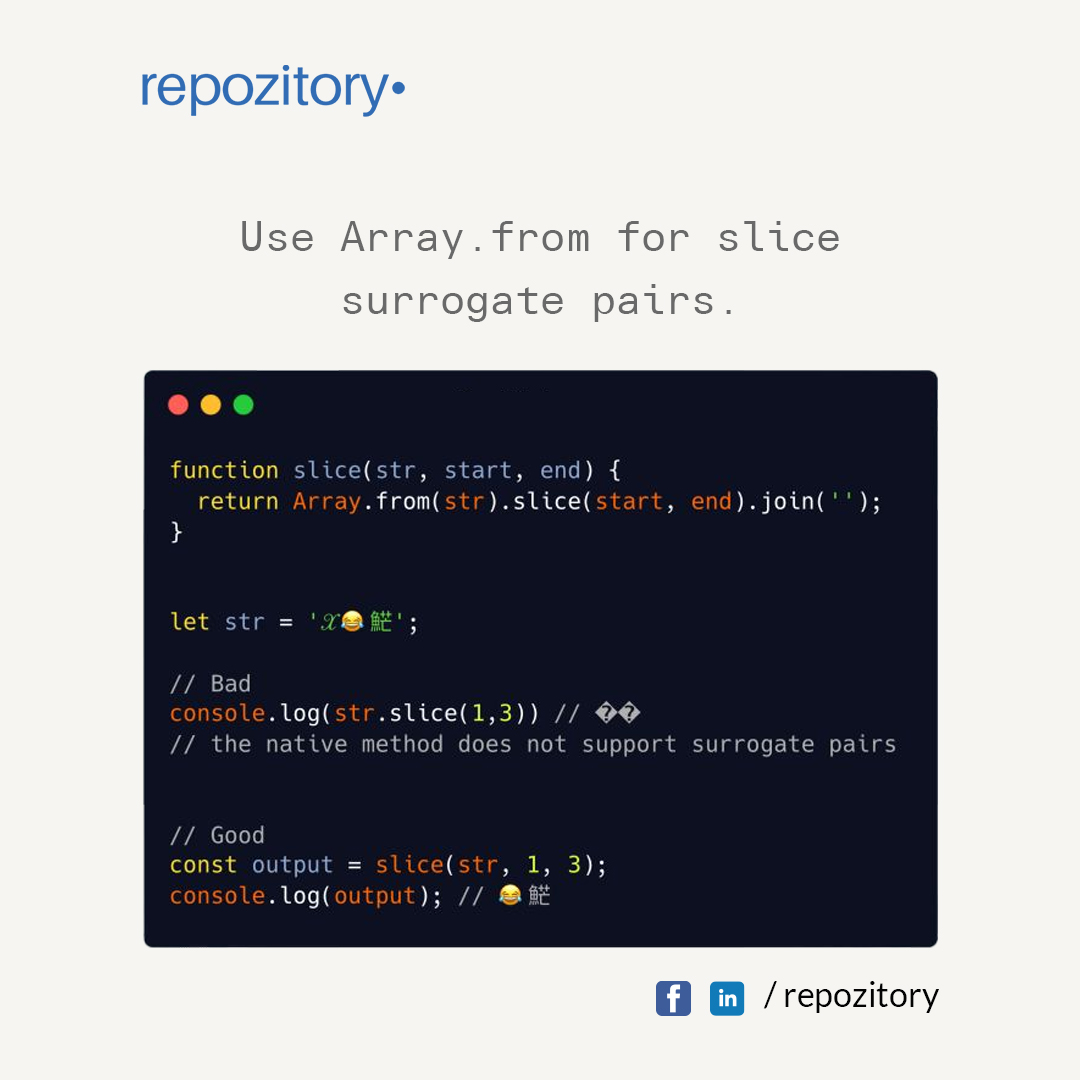 repozitory•
Use Array.from for slice
surrogate pairs.
function slice(str, start, end) {
return Array.from(str).slice(start, end).join('');
}
let str = '𝒳😂𩷶';
// Bad
console.log(str.slice(1,3)) // ��
// the native method does not support surrogate pairs
// Good
const output = slice(str, 1, 3);
console.log(output); // 😂𩷶
f in / repozitory